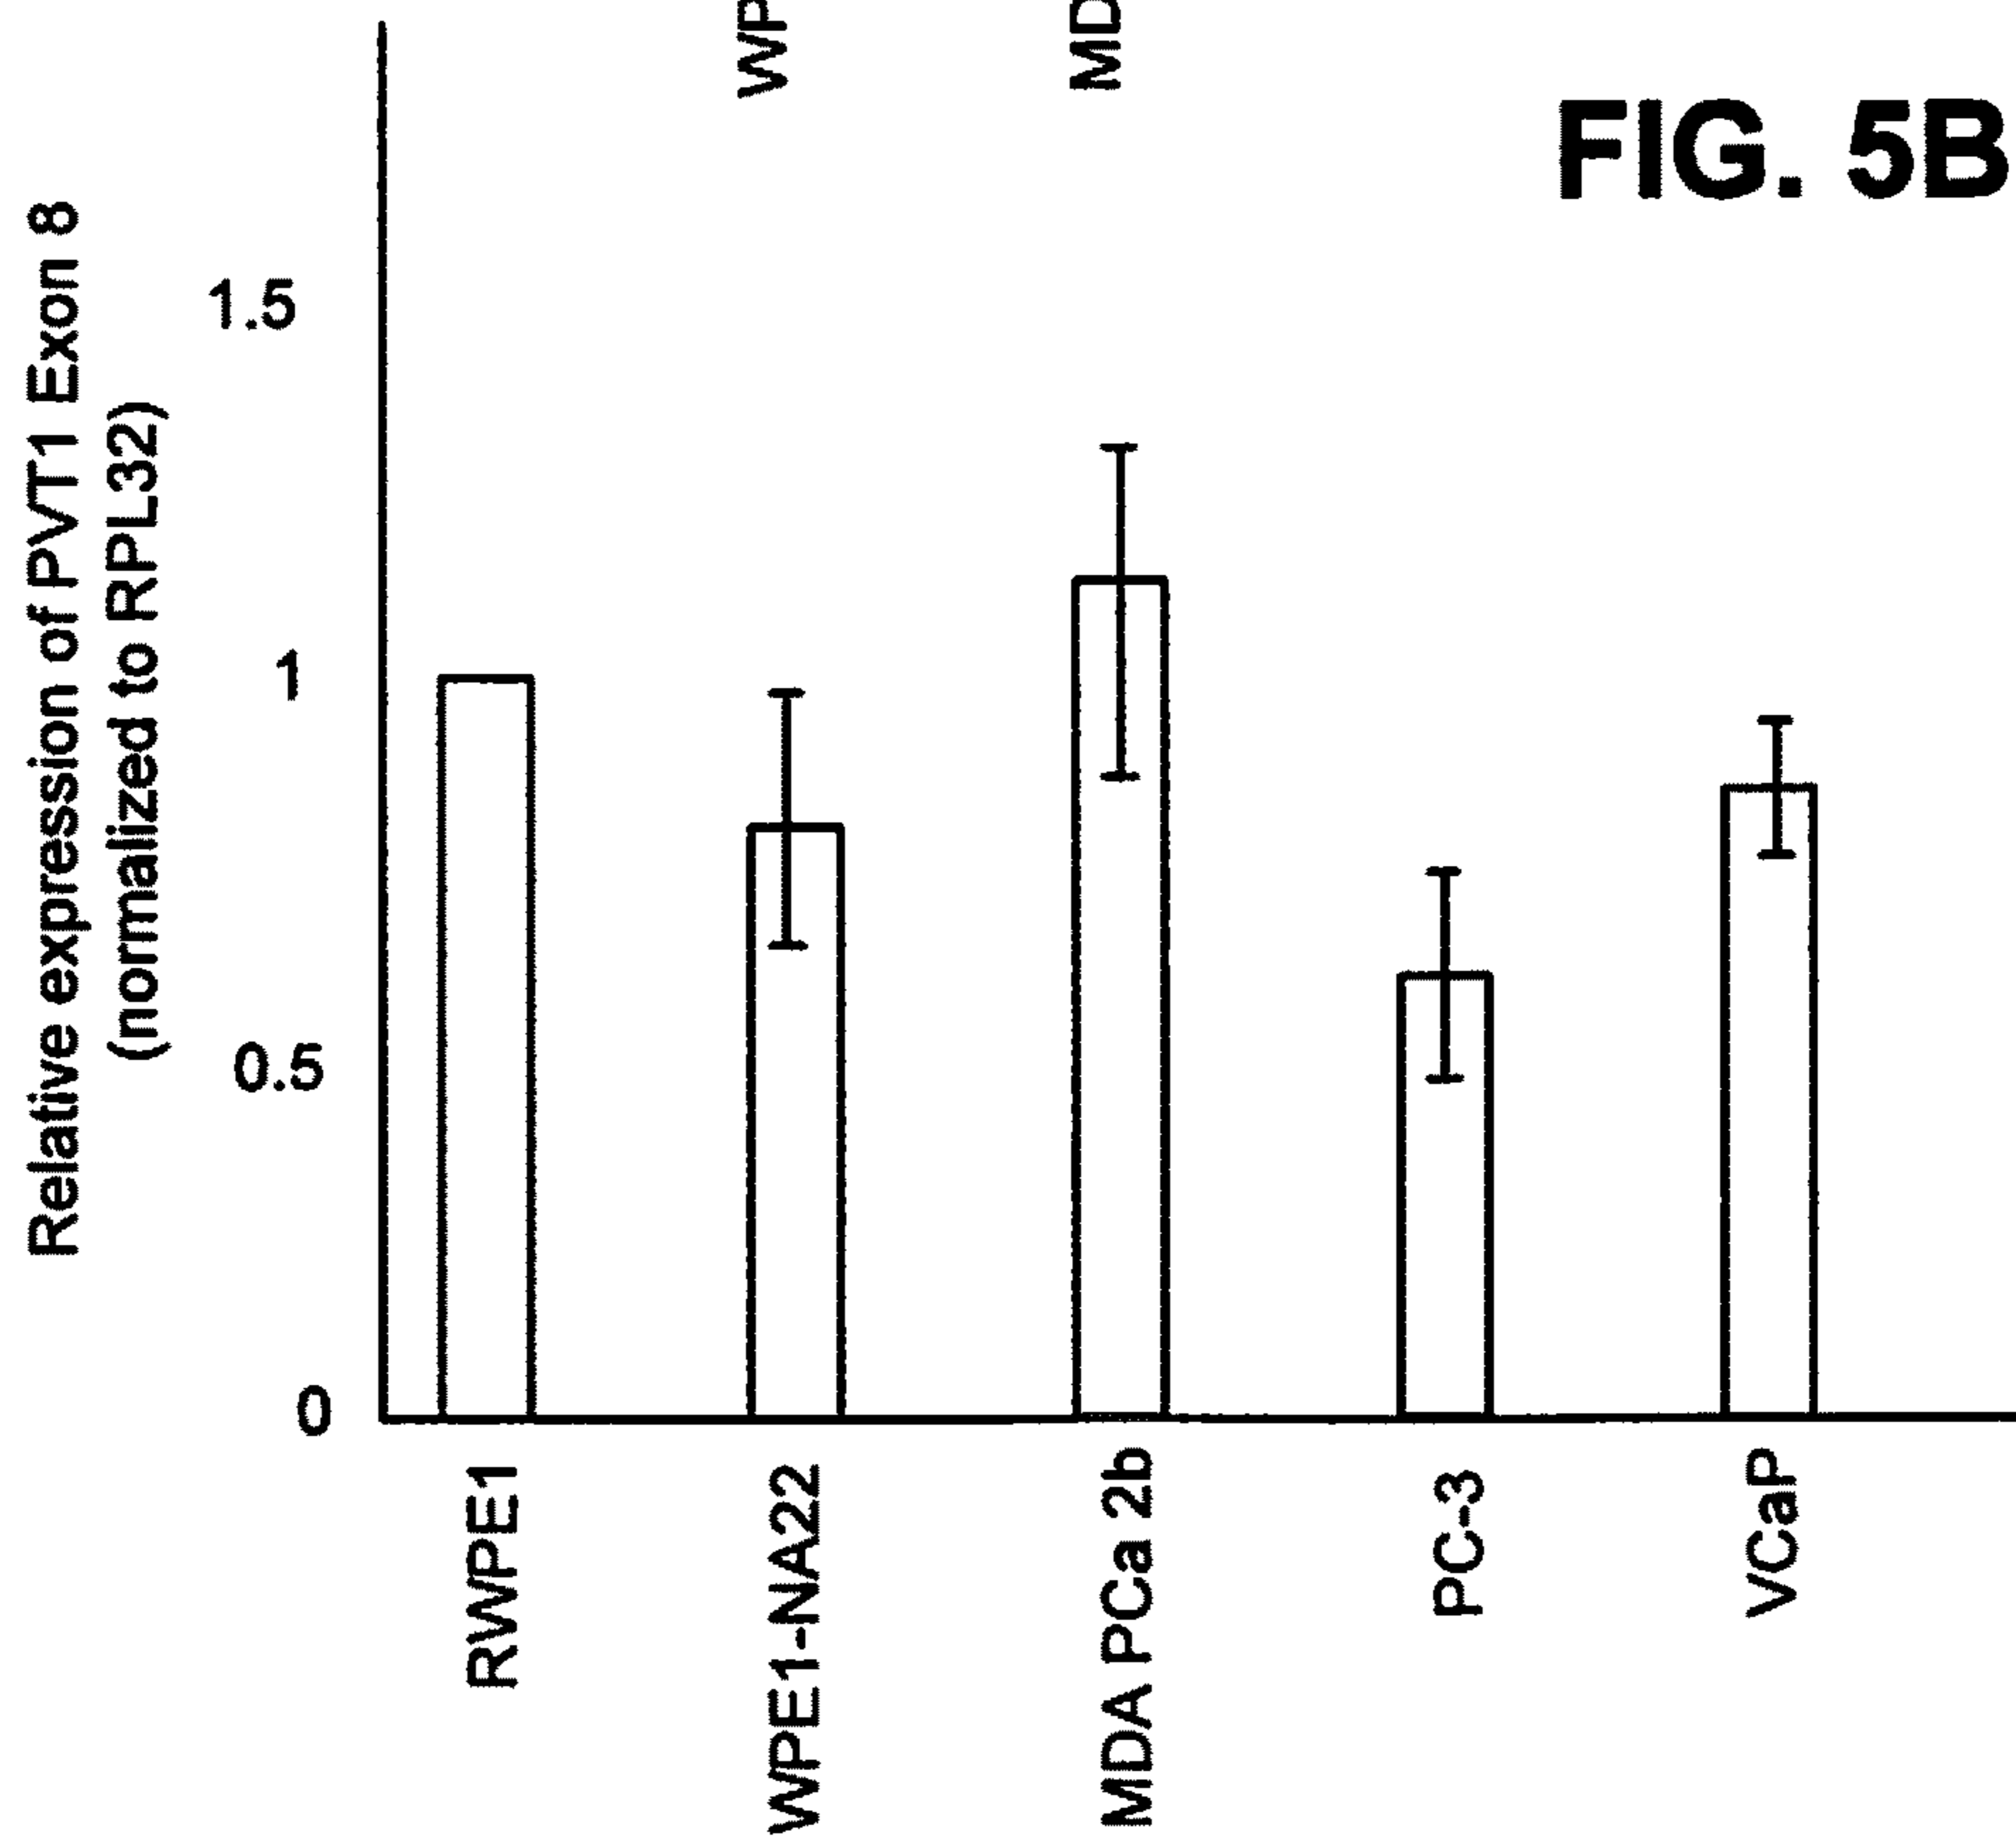 WP
MD
FIG. 5B
Relative expression of PVT1 Exon 8
(normalized to RPL32)
1.5
1
0.5
0
RWPE1
WPE1-NA22
MDA PCa 2b
PC-3
VCaP